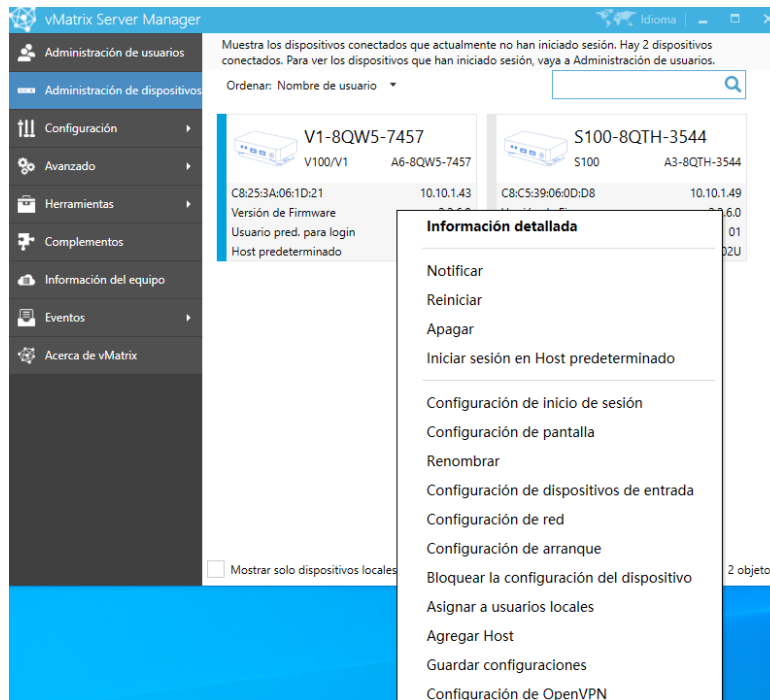 vMatrix Server Manager
Idioma
Administración de usuarios
Administración de dispositivos
Configuración
Avanzado
Herramientas
Complementos
Información del equipo
Eventos
Acerca de vMatrix
Muestra los dispositivos conectados que actualmente no han iniciado sesión. Hay 2 dispositivos
conectados. Para ver los dispositivos que han iniciado sesión, vaya a Administración de usuarios.
Ordenar: Nombre de usuario
V1-8QW5-7457
V100/V1 A6-8QW5-7457
C8:25:3A:06:1D:21 10.10.1.43
Versión de Firmware
Usuario pred. para login
Host predeterminado
S100-8QTH-3544
S100 A3-8QTH-3544
C8:C5:39:06:0D:D8 10.10.1.49
6.0
01
02U
Información detallada
Notificar
Reiniciar
Apagar
Iniciar sesión en Host predeterminado
Configuración de inicio de sesión
Configuración de pantalla
Renombrar
Configuración de dispositivos de entrada
Configuración de red
Configuración de arranque
Bloquear la configuración del dispositivo
Asignar a usuarios locales
Agregar Host
Guardar configuraciones
Configuración de OpenVPN
Mostrar solo dispositivos locales
2 objeto